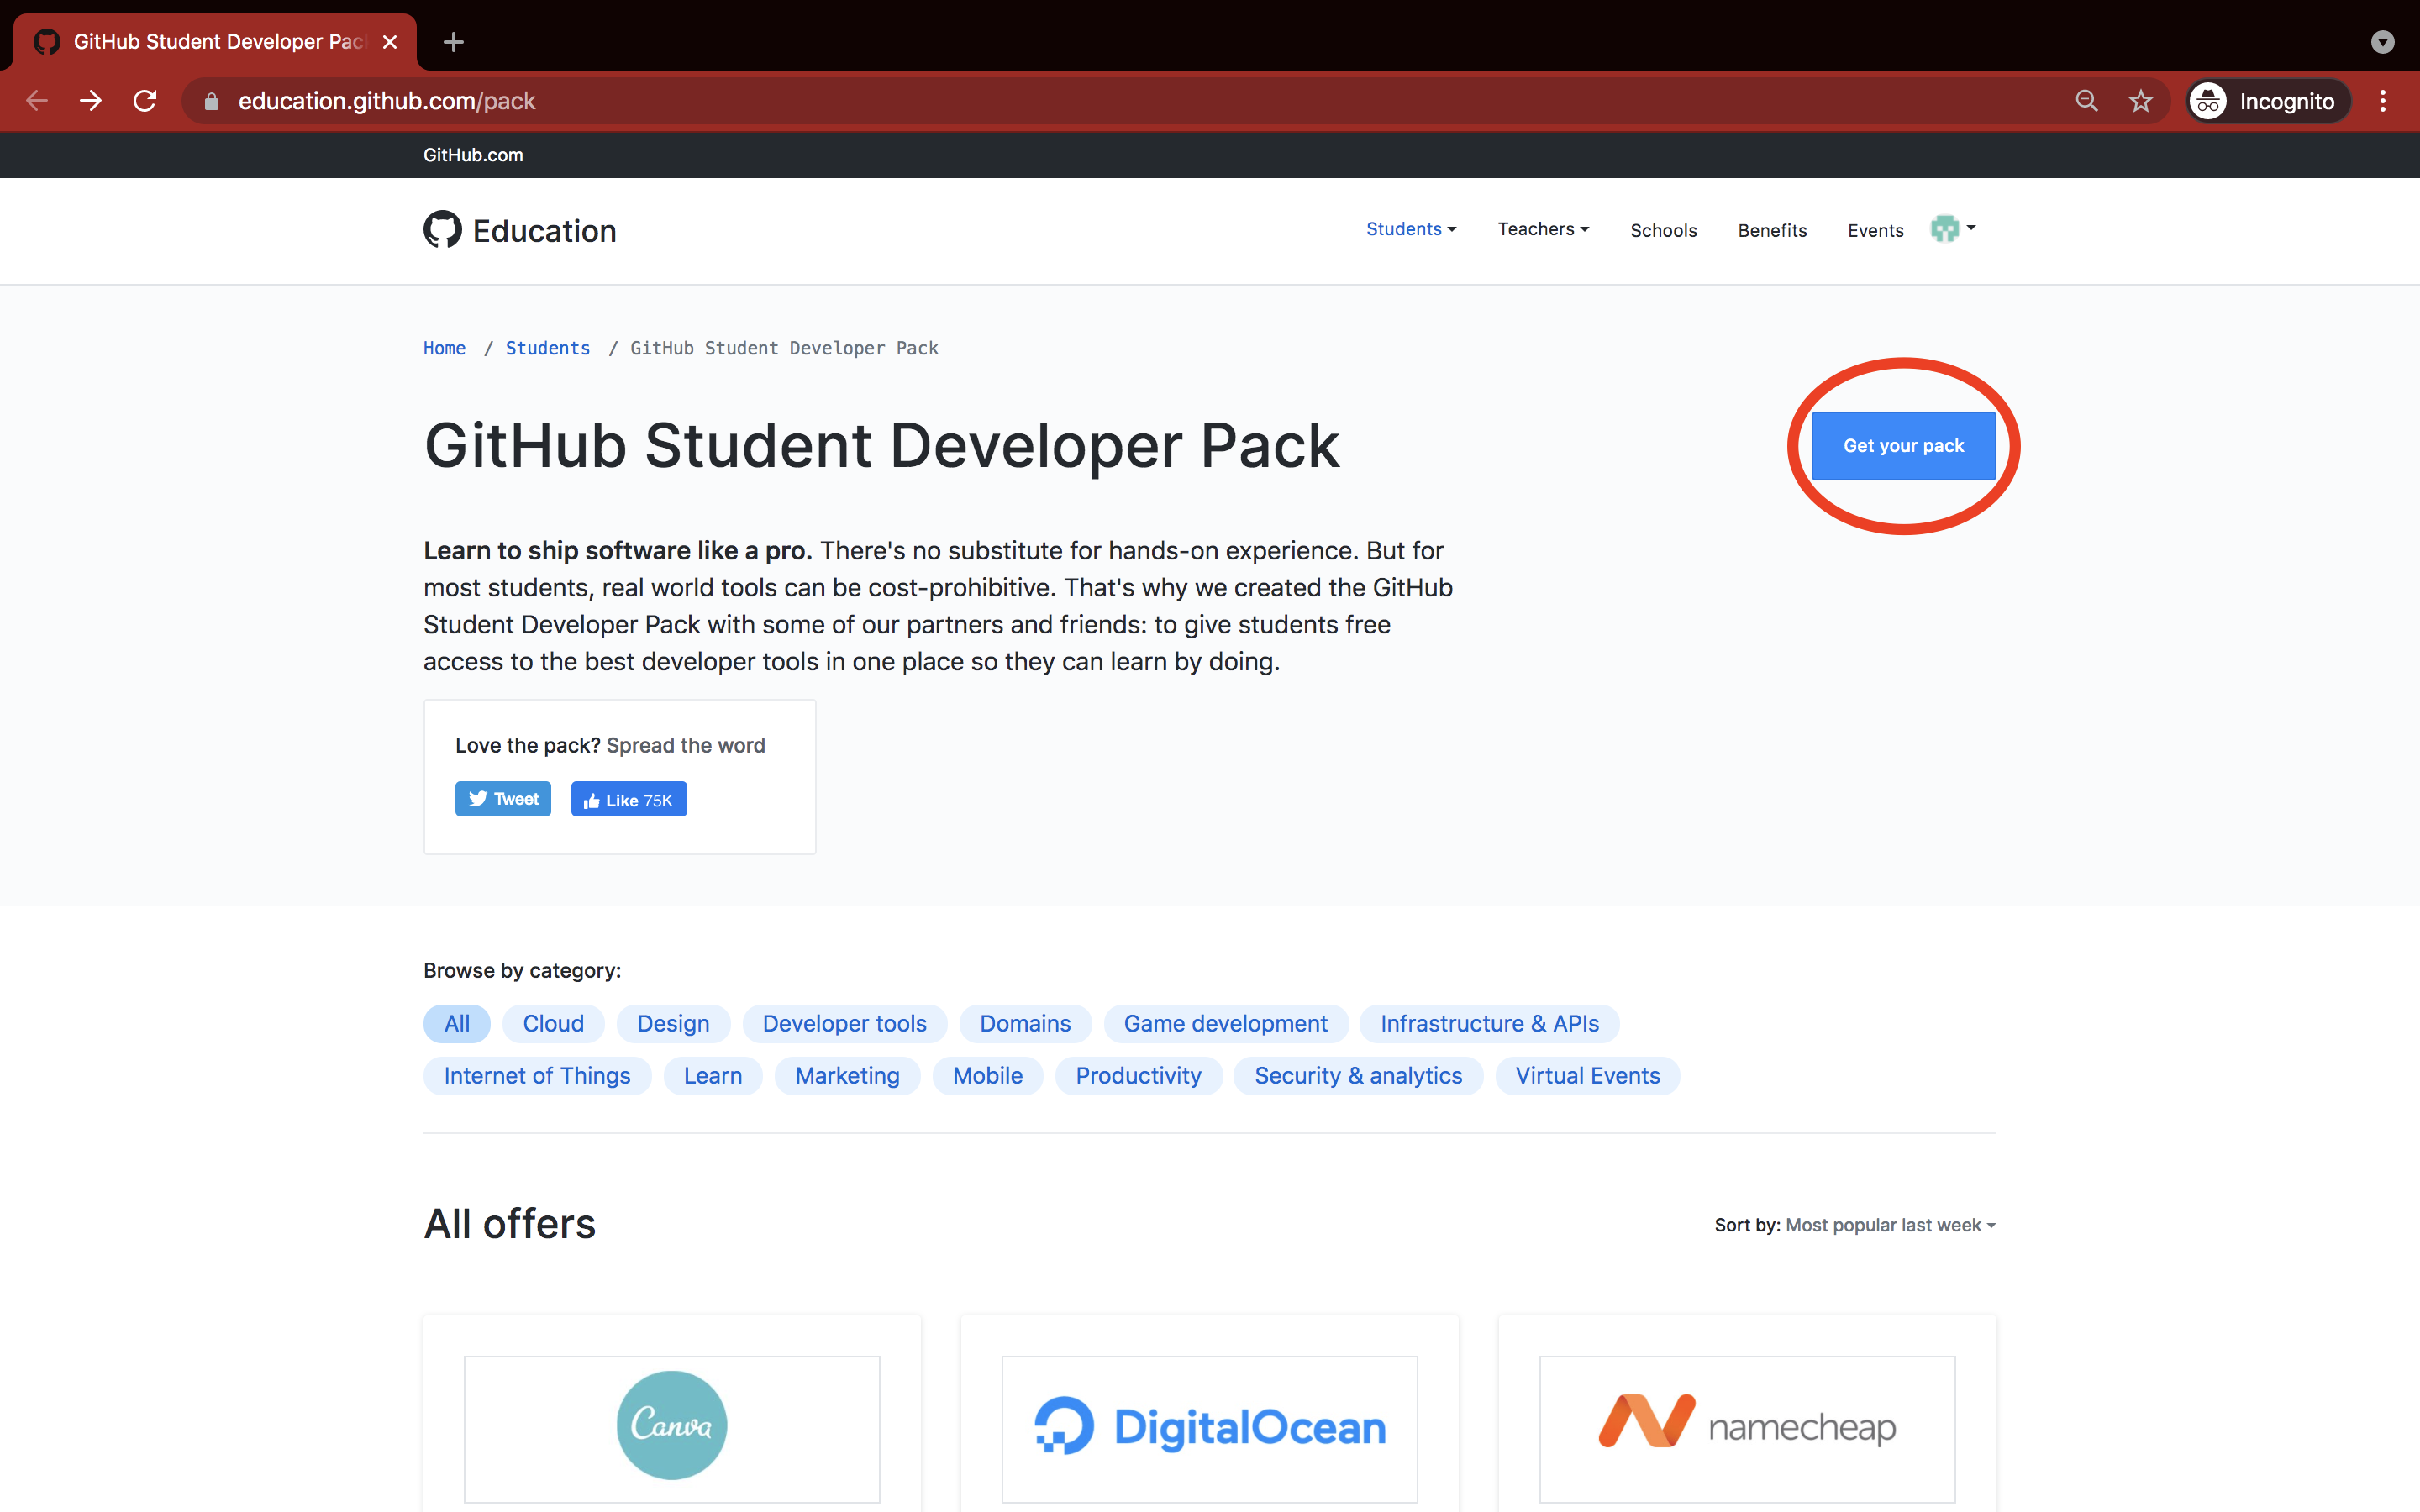 GitHub Student Developer Pac
education.github.com/pack
Incognito
GitHub.com
Education
Students
Teachers
Schools
Benefits
Events
Home / Students / GitHub Student Developer Pack
GitHub Student Developer Pack
Get your pack
Learn to ship software like a pro. There's no substitute for hands-on experience. But for
most students, real world tools can be cost-prohibitive. That's why we created the GitHub
Student Developer Pack with some of our partners and friends: to give students free
access to the best developer tools in one place so they can learn by doing.
Love the pack? Spread the word
Tweet
Like 75K
Browse by category:
All Cloud Design Developer tools Domains Game development Infrastructure & APIs
Internet of Things Learn Marketing Mobile Productivity Security & analytics Virtual Events
All offers
Sort by: Most popular last week
Canva
DigitalOcean
namecheap